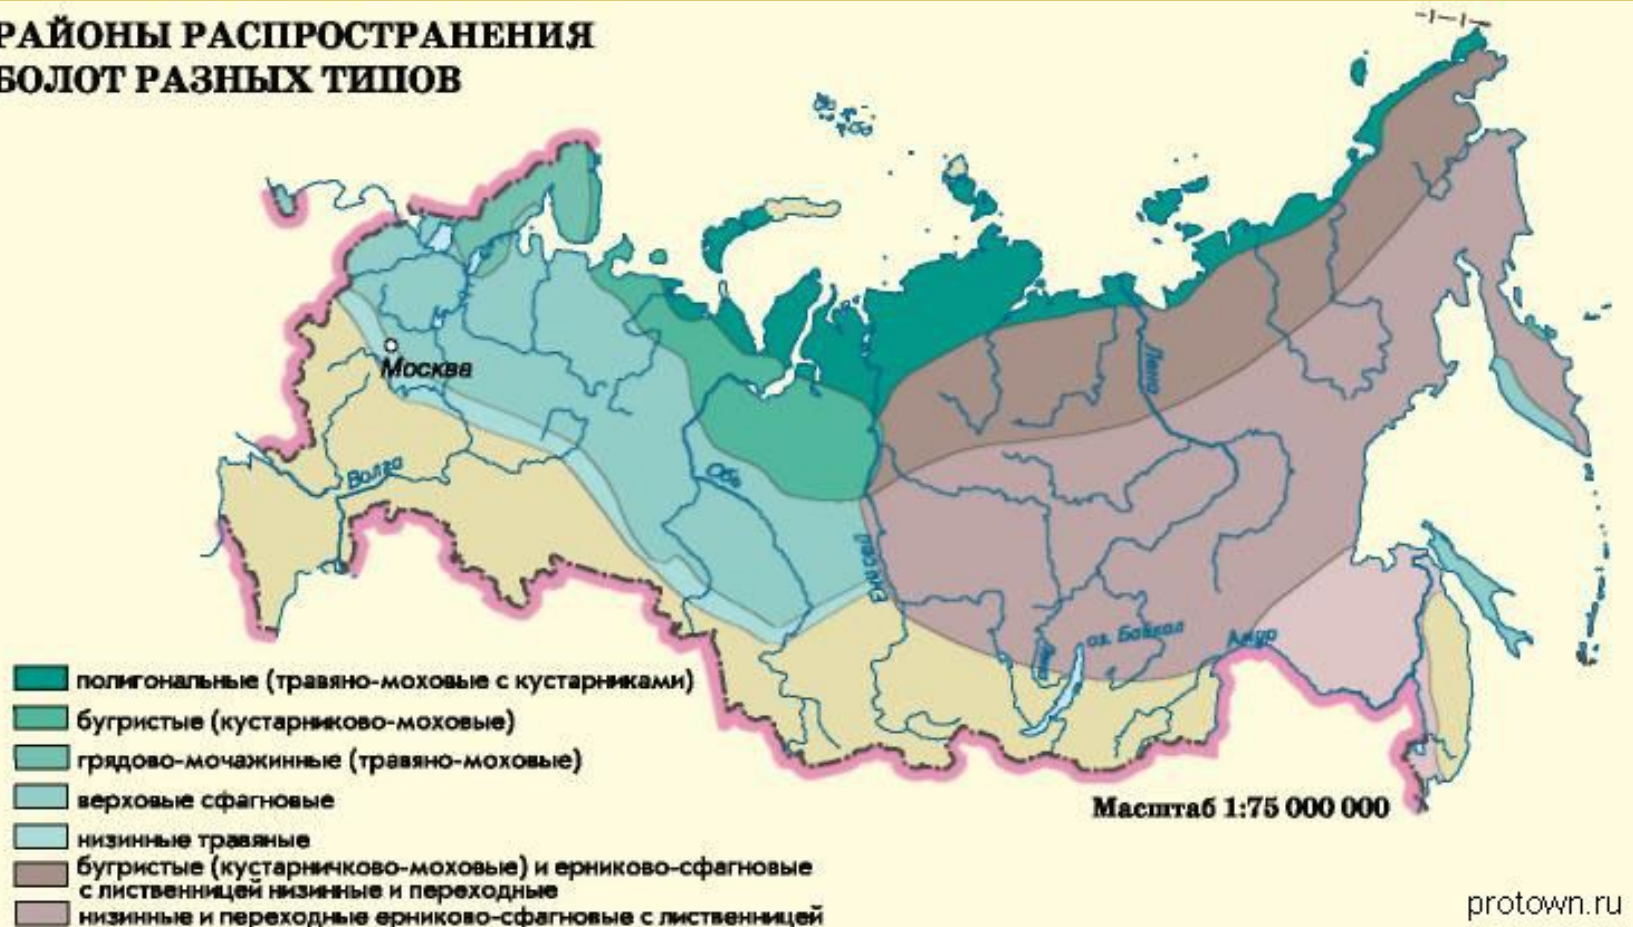 РАЙОНЫ РАСПРОСТРАНЕНИЯ
БОЛОТ РАЗНЫХ ТИПОВ
Москва
Волга
Обь
Енисей
Лена
Лена
оз. Байкал
Амур
полигональные (травяно-моховые с кустарниками)
бугристые (кустарниково-моховые)
грядово-мочажинные (травяно-моховые)
верховые сфагновые
низинные травяные
бугристые (кустарничково-моховые) и ерниково-сфагновые
с лиственницей низинные и переходные
низинные и переходные ерниково-сфагновые с лиственницей
Масштаб 1:75 000 000
protown.ru